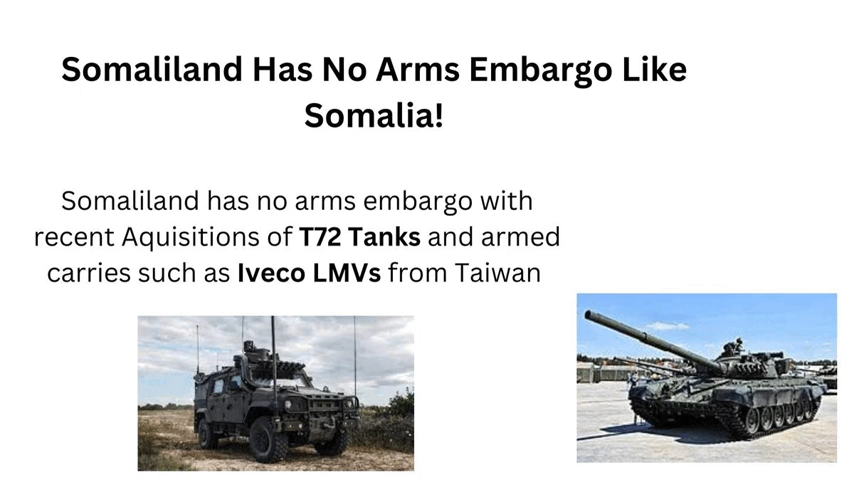 Somaliland Has No Arms Embargo Like
Somalia!
Somaliland has no arms embargo with
recent Aquisitions of T72 Tanks and armed
carries such as Iveco LMVs from Taiwan